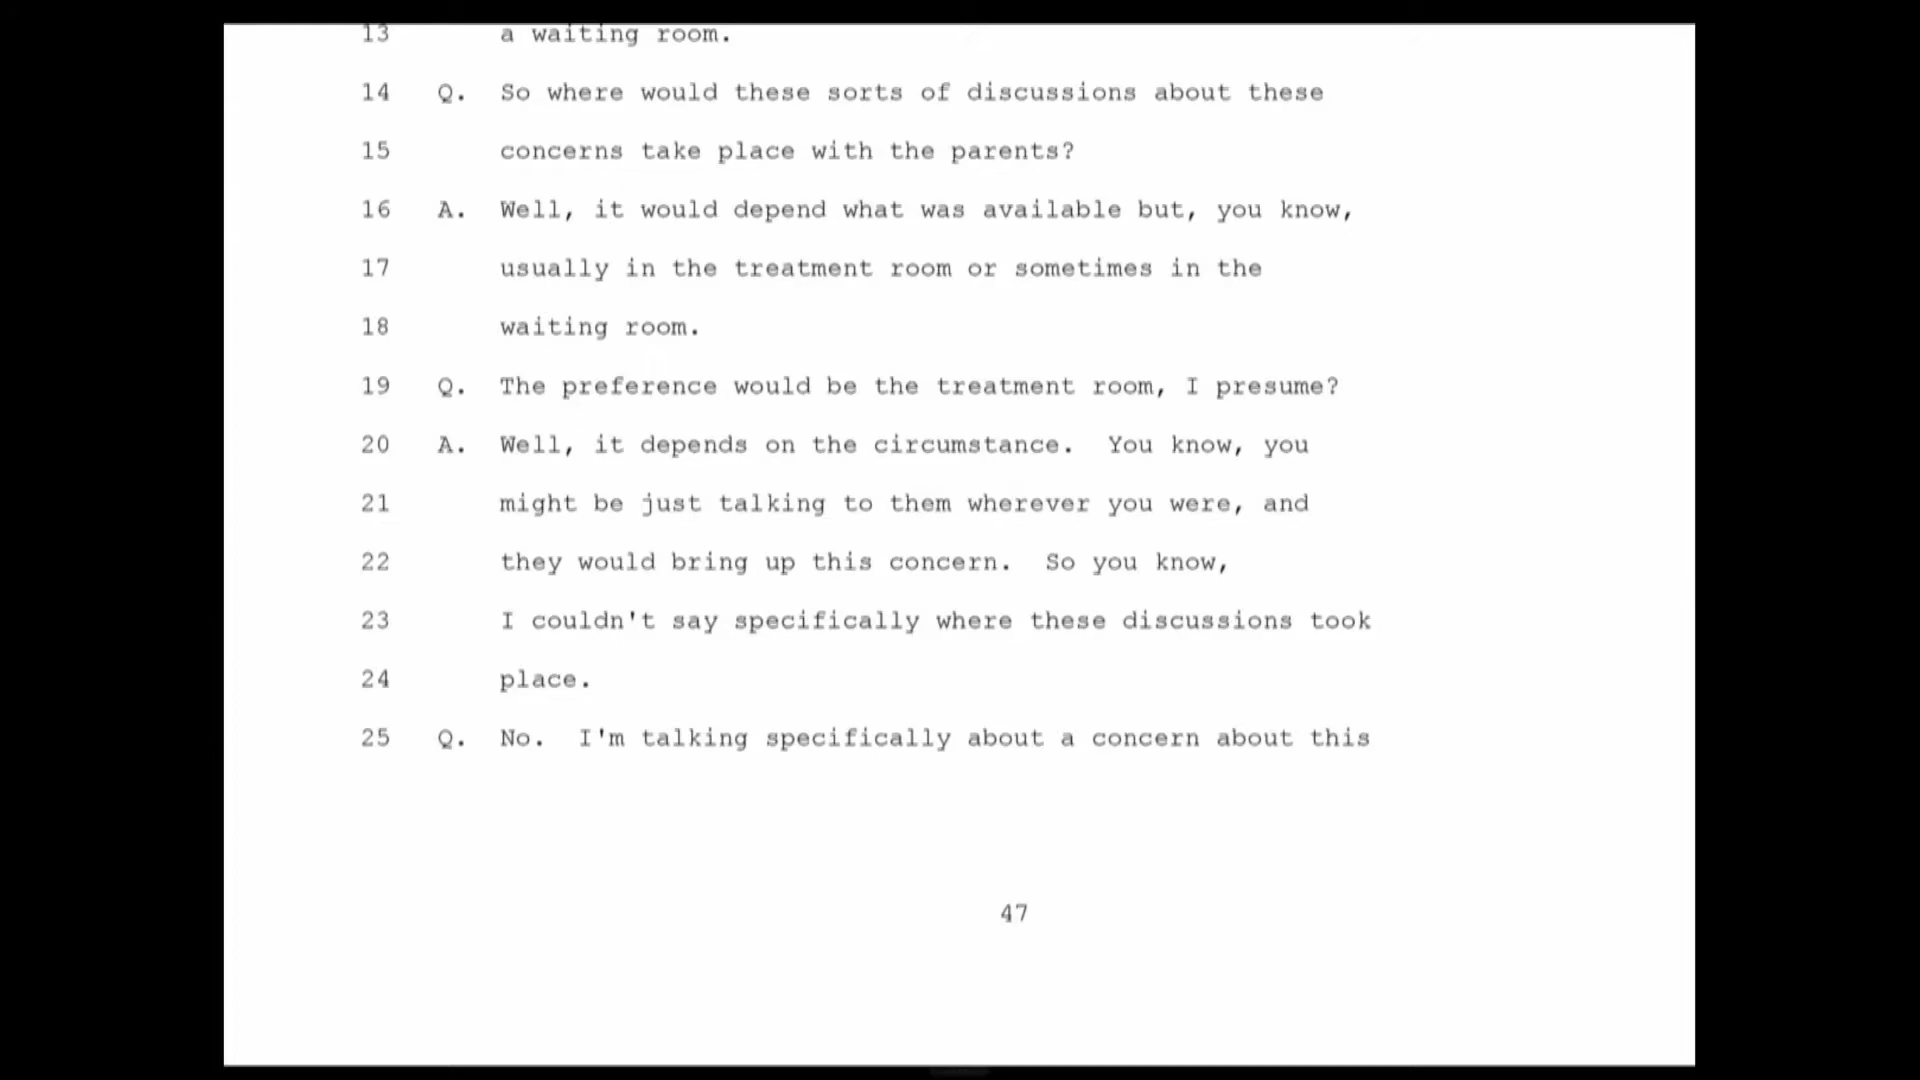 13 a waiting room.
14 Q. So where would these sorts of discussions about these
15 concerns take place with the parents?
16 A. Well, it would depend what was available but, you know,
17 usually in the treatment room or sometimes in the
18 waiting room.
19 Q. The preference would be the treatment room, I presume?
20 A. Well, it depends on the circumstance. You know, you
21 might be just talking to them wherever you were, and
22 they would bring up this concern. So you know,
23 I couldn't say specifically where these discussions took
24 place.
25 Q. No. I'm talking specifically about a concern about this
47